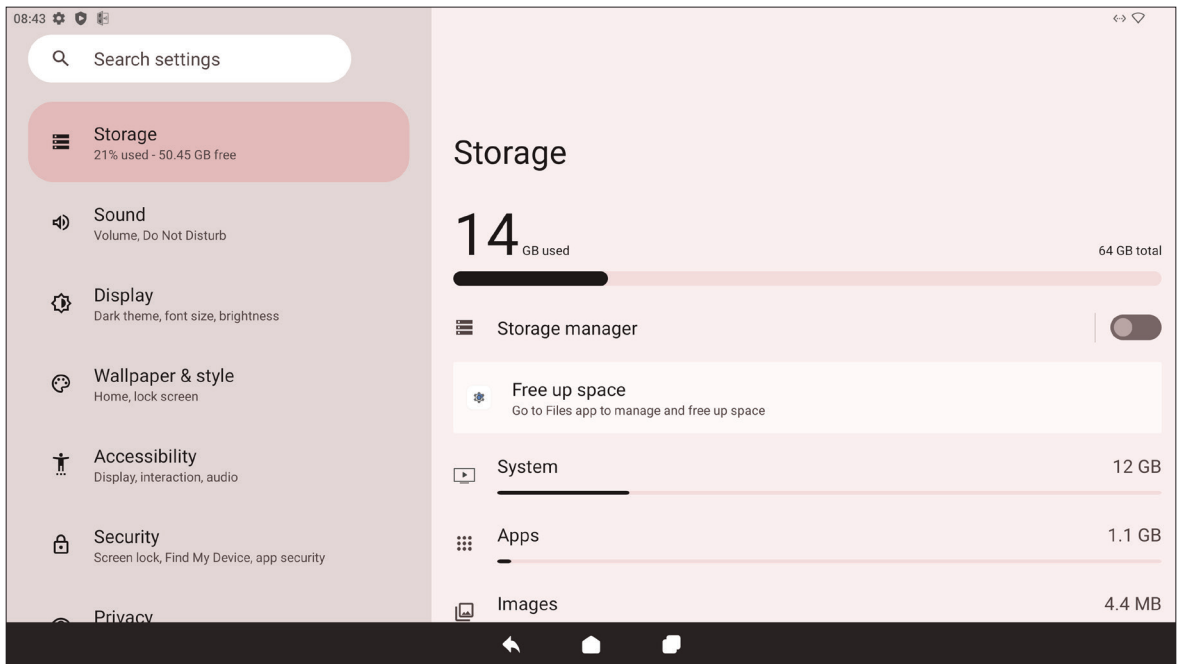 08:43
Search settings
Storage
21% used - 50.45 GB free
Sound
Volume, Do Not Disturb
Display
Dark theme, font size, brightness
Wallpaper & style
Home, lock screen
Accessibility
Display, interaction, audio
Security
Screen lock, Find My Device, app security
Privacy
Storage
14 GB used
64 GB total
Storage manager
Free up space
Go to Files app to manage and free up space
System
12 GB
Apps
1.1 GB
Images
4.4 MB